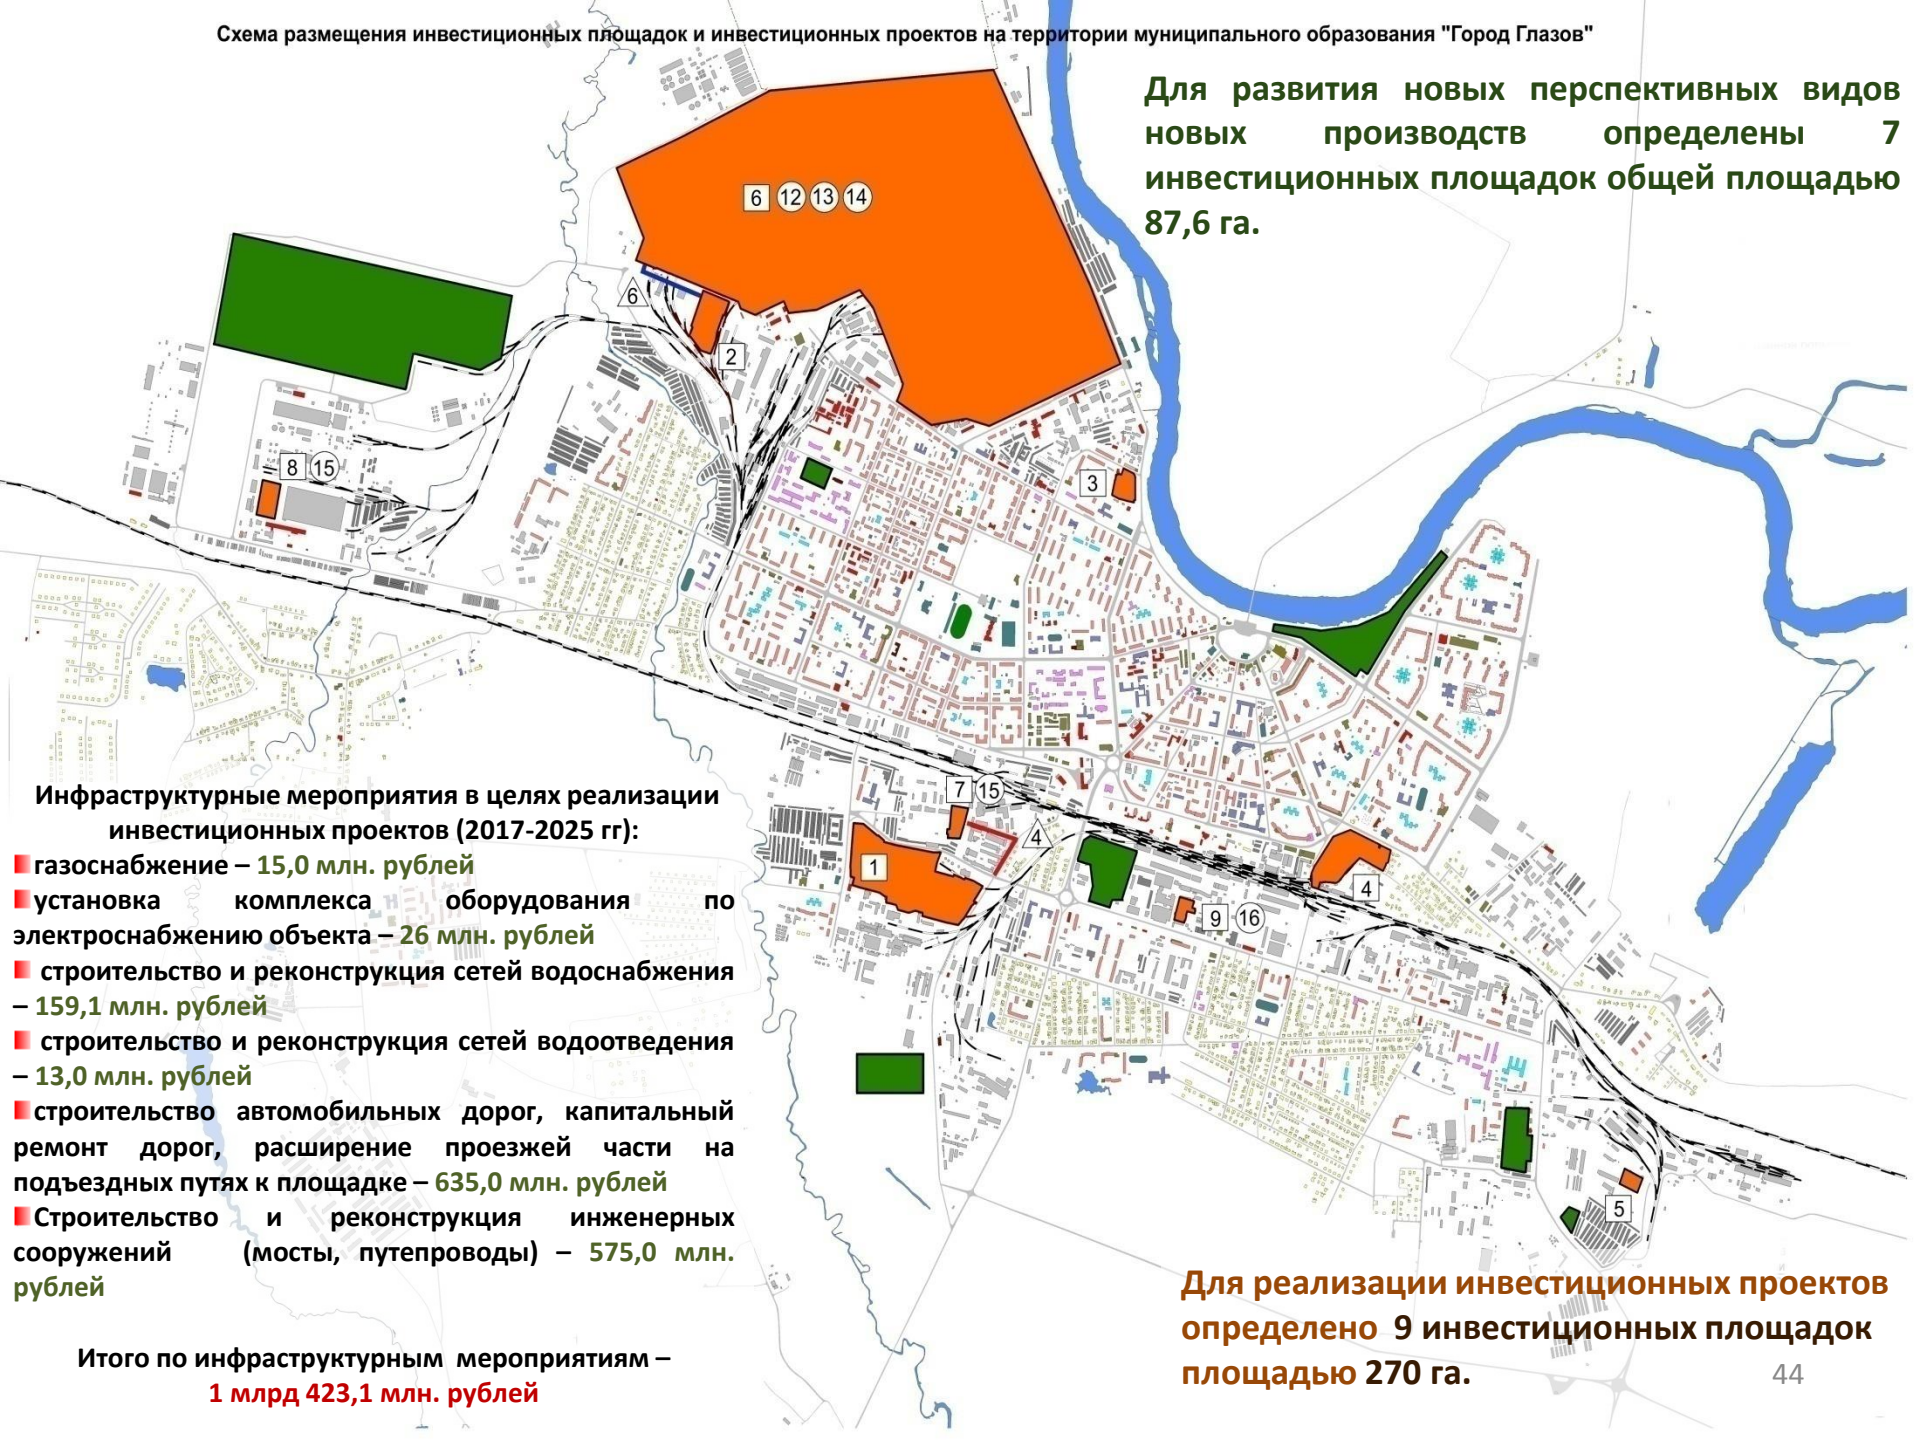 Схема размещения инвестиционных площадок и инвестиционных проектов на территории муниципального образования "Город Глазов"
Для развития новых перспективных видов
новых производств определены 7
инвестиционных площадок общей площадью
87,6 га.
6 12 13 14
6
2
8 15
3
7 15
4
1
4
9 16
5
Инфраструктурные мероприятия в целях реализации
инвестиционных проектов (2017-2025 гг):
газоснабжение – 15,0 млн. рублей
установка комплекса оборудования по
электроснабжению объекта – 26 млн. рублей
строительство и реконструкция сетей водоснабжения
– 159,1 млн. рублей
строительство и реконструкция сетей водоотведения
– 13,0 млн. рублей
строительство автомобильных дорог, капитальный
ремонт дорог, расширение проезжей части на
подъездных путях к площадке – 635,0 млн. рублей
Строительство и реконструкция инженерных
сооружений (мосты, путепроводы) – 575,0 млн.
рублей
Итого по инфраструктурным мероприятиям –
1 млрд 423,1 млн. рублей
Для реализации инвестиционных проектов
определено 9 инвестиционных площадок
площадью 270 га.
44